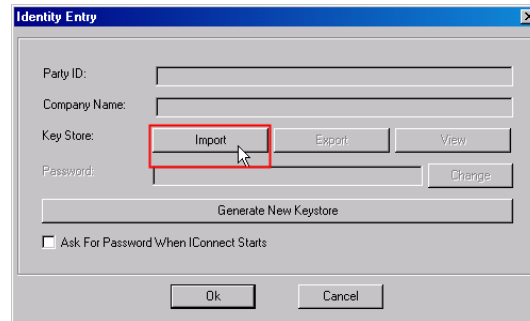 Identity Entry
Party ID:
Company Name:
Key Store: Import Export View
Password: Change
Generate New Keystore
Ask For Password When IConnect Starts
Ok Cancel